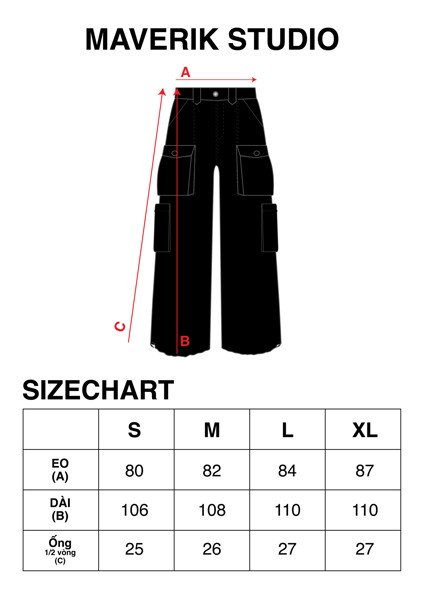 MAVERIK STUDIO
A
C
B
SIZECHART
S M L XL
EO
(A)
80 82 84 87
DÀI
(B)
106 108 110 110
Ống
1/2 vòng
(C)
25 26 27 27